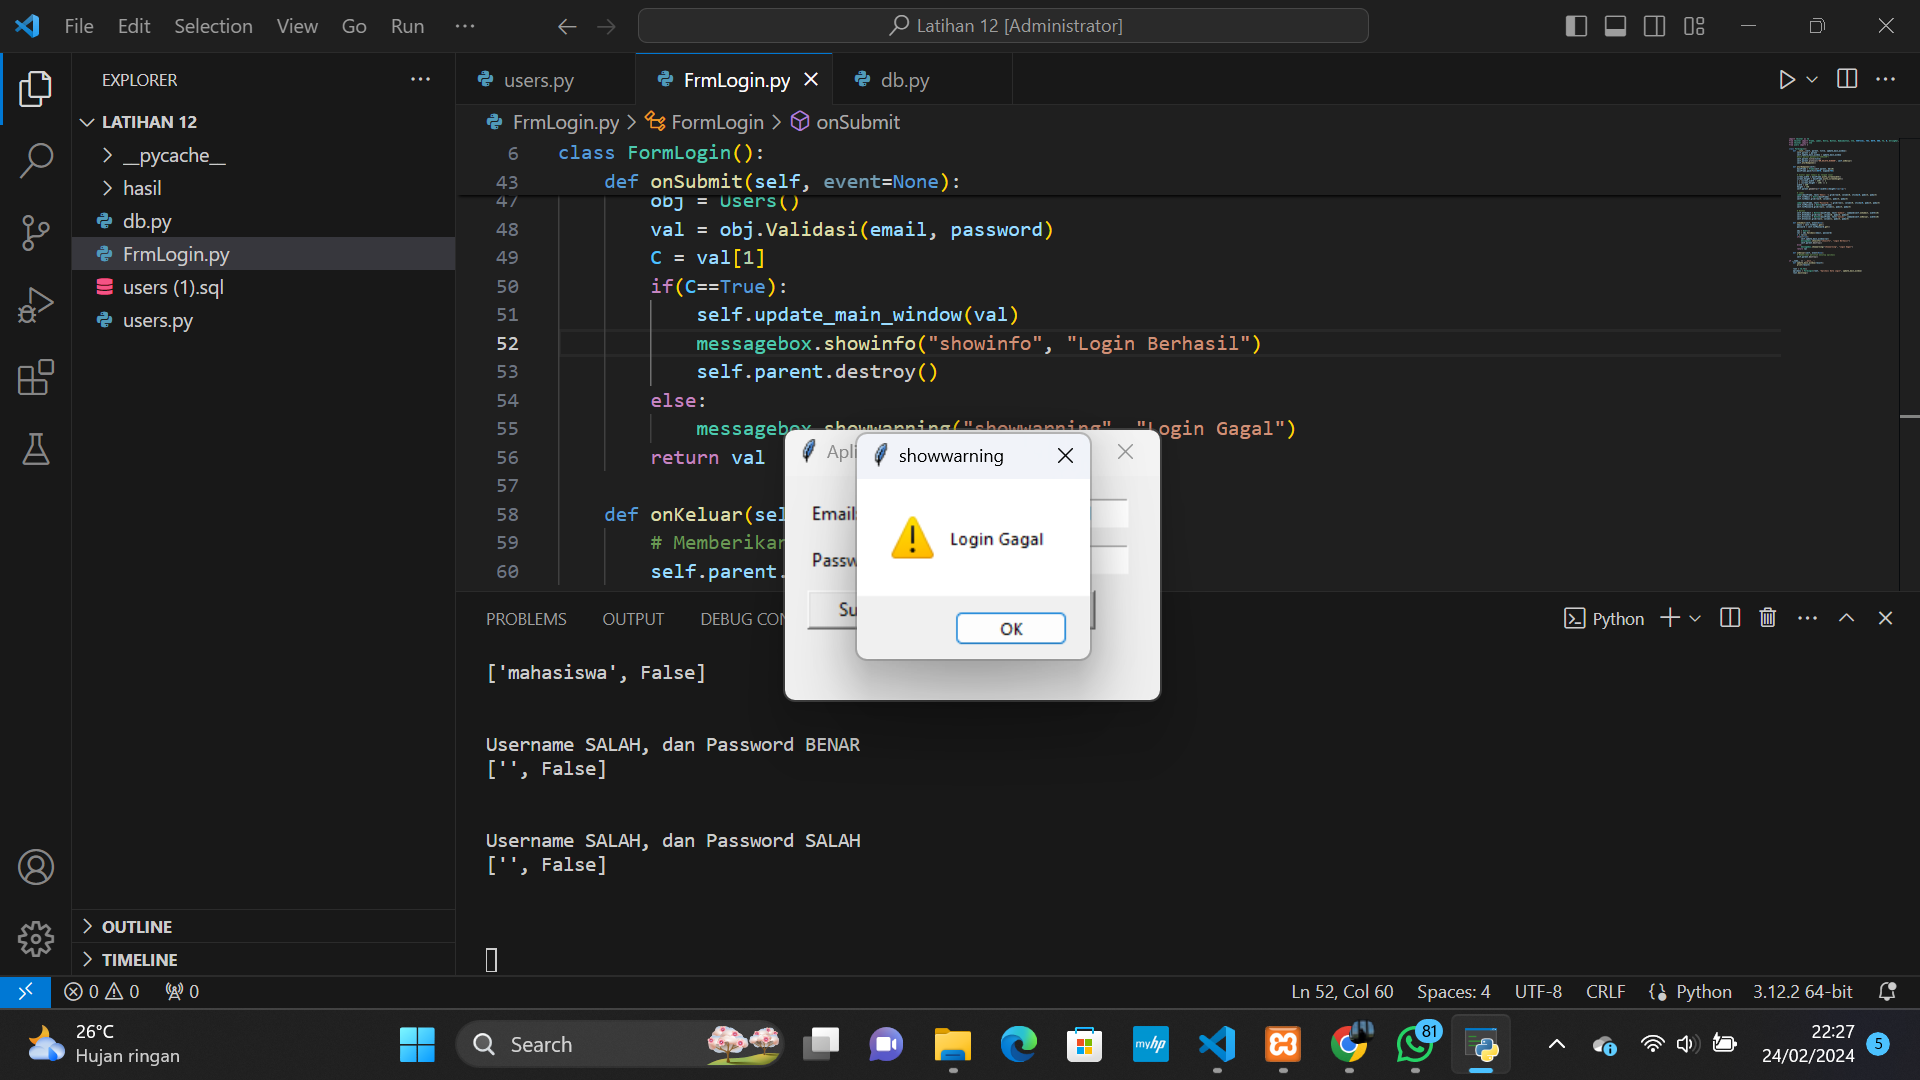 File Edit Selection View Go Run
Latihan 12 [Administrator]
EXPLORER
LATIHAN 12
__pycache__
hasil
db.py
FrmLogin.py
users (1).sql
users.py
OUTLINE
TIMELINE
users.py
FrmLogin.py
db.py
FrmLogin.py > FormLogin > onSubmit
6 class FormLogin():
43 def onSubmit(self, event=None):
47 obj = Users()
48 val = obj.Validasi(email, password)
49 C = val[1]
50 if(C==True):
51 self.update_main_window(val)
52 messagebox.showinfo("showinfo", "Login Berhasil")
53 self.parent.destroy()
54 else:
55 messagebox.showwarning("showwarning", "Login Gagal")
56 return val
57
58 def onKeluar(sel
59 # Memberikan
60 self.parent.
Apli
showwarning
Email:
Passw
Login Gagal
Su
OK
PROBLEMS OUTPUT DEBUG CON
Python
['mahasiswa', False]
Username SALAH, dan Password BENAR
['', False]
Username SALAH, dan Password SALAH
['', False]
0 0 0
Ln 52, Col 60 Spaces: 4 UTF-8 CRLF Python 3.12.2 64-bit
26°C
Hujan ringan
Search
myhp
81
22:27
24/02/2024
5